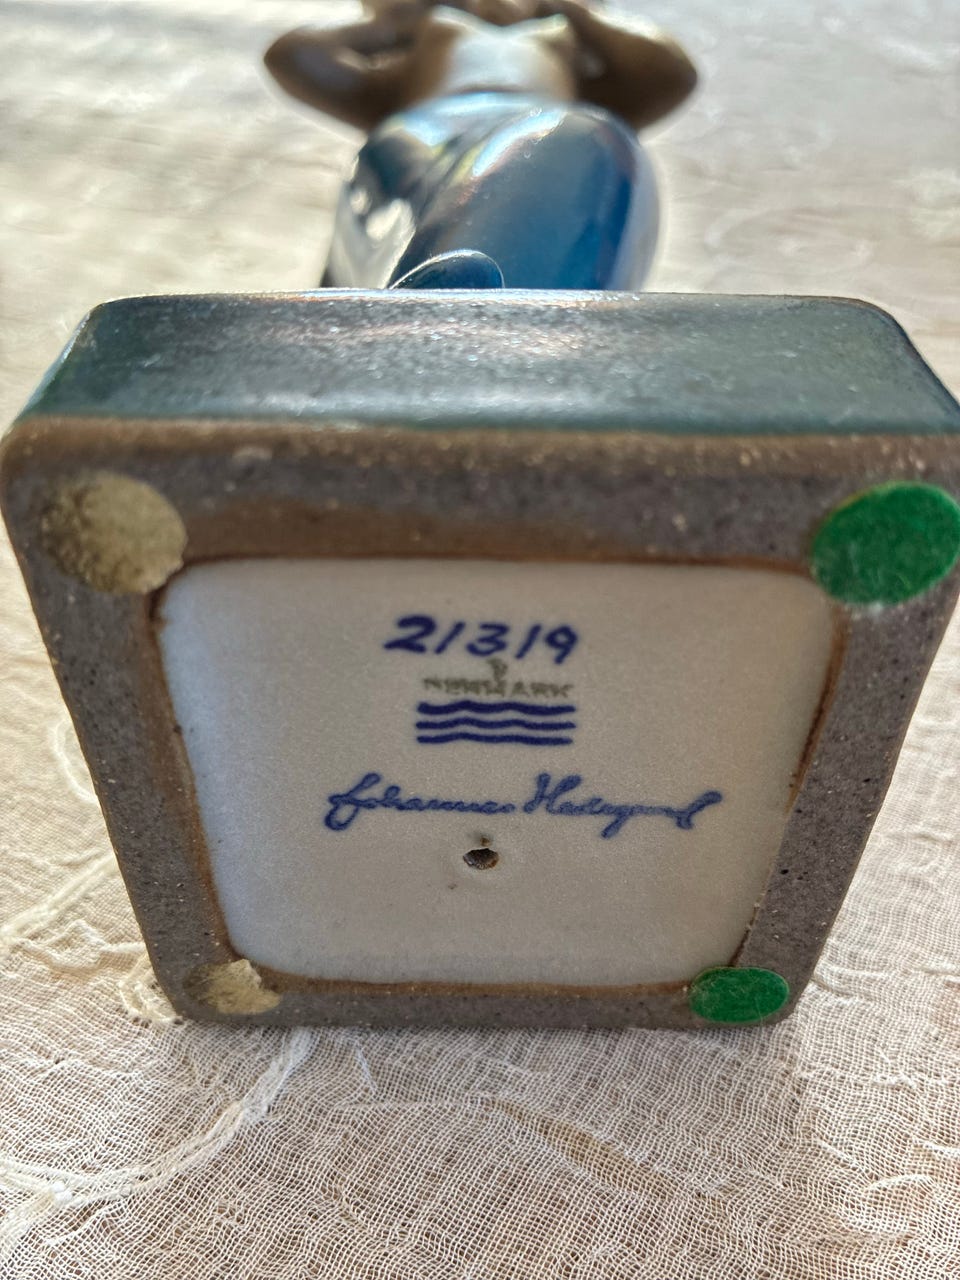 21319
DENMARK
Johannes Hedegaard